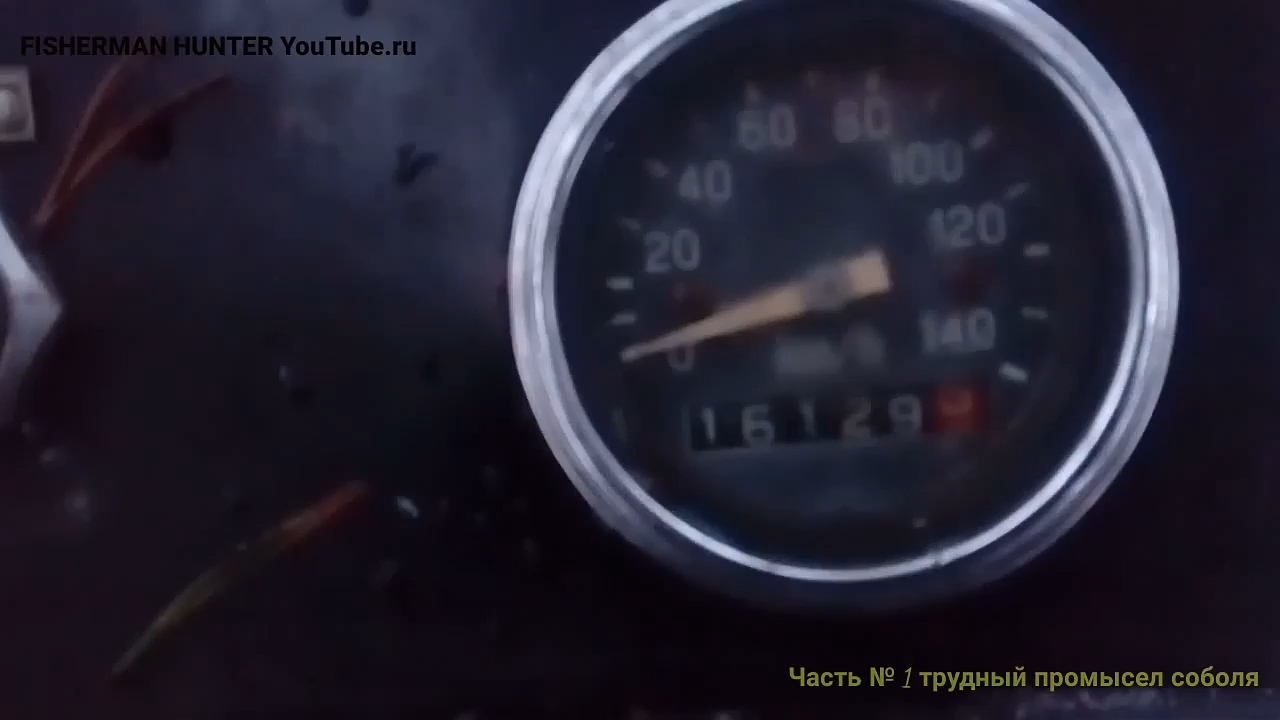 FISHERMAN HUNTER YouTube.ru
60 80
40 100
20 120
0 km/h 140
16129
Часть № 1 трудный промысел соболя